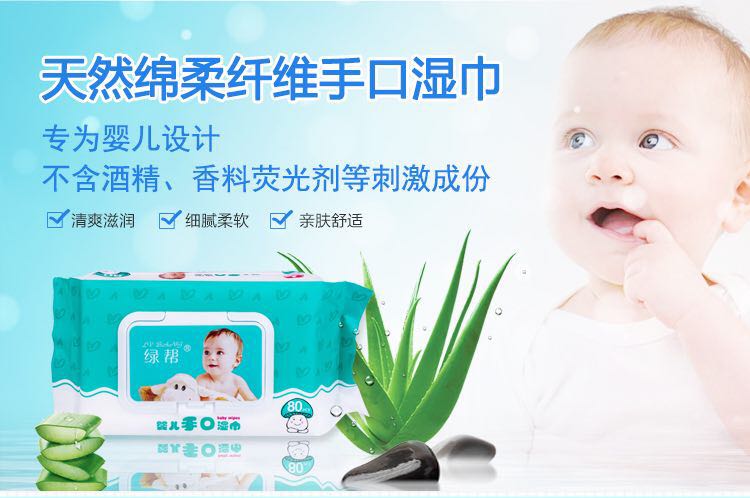 天然绵柔纤维手口湿巾
专为婴儿设计
不含酒精、香料荧光剂等刺激成份
清爽滋润 细腻柔软 亲肤舒适
绿帮®
80
baby wipes
婴儿手口湿巾